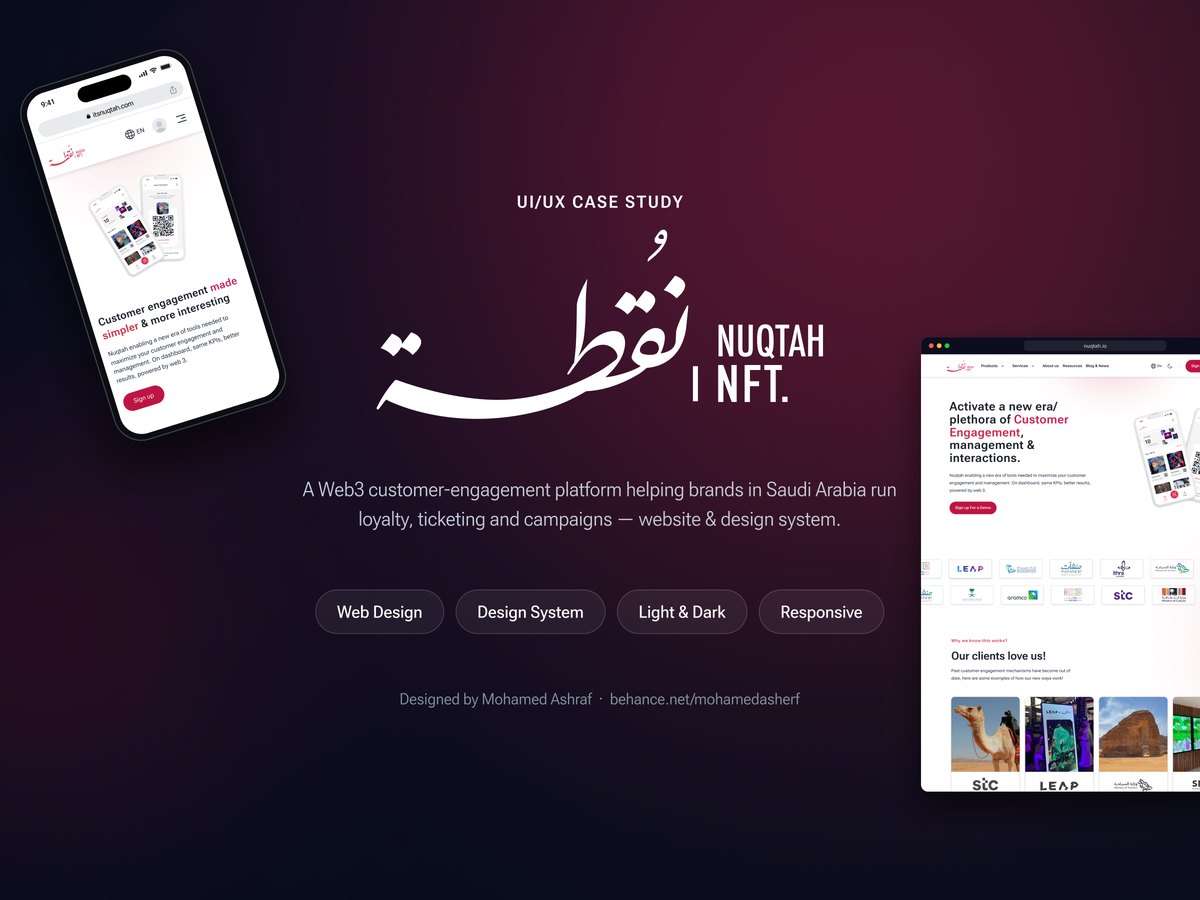 9:41
itsnuqtah.com
EN
Customer engagement made
simpler & more interesting
Nuqtah enabling a new era of tools needed to
maximize your customer engagement and
management. On dashboard, same KPIs, better
results, powered by web 3.
Sign up
UI/UX CASE STUDY
نُقطة
NUQTAH
| NFT.
A Web3 customer-engagement platform helping brands in Saudi Arabia run
loyalty, ticketing and campaigns — website & design system.
Web Design
Design System
Light & Dark
Responsive
Designed by Mohamed Ashraf · behance.net/mohamedasherf
nuqtah.io
Products Services About us Resources Blog & News EN Sign
Activate a new era/
plethora of Customer
Engagement,
management &
interactions.
Nuqtah enabling a new era of tools needed to maximize your customer
engagement and management. On dashboard, same KPIs, better results,
powered by web 3.
Sign up For a Demo
LEAP
ithra
aramco
stc
Why we know this works?
Our clients love us!
Past customer engagement mechanisms have become out of
date, here are some examples of how our new ways work!
LEAP
stc
LEAP